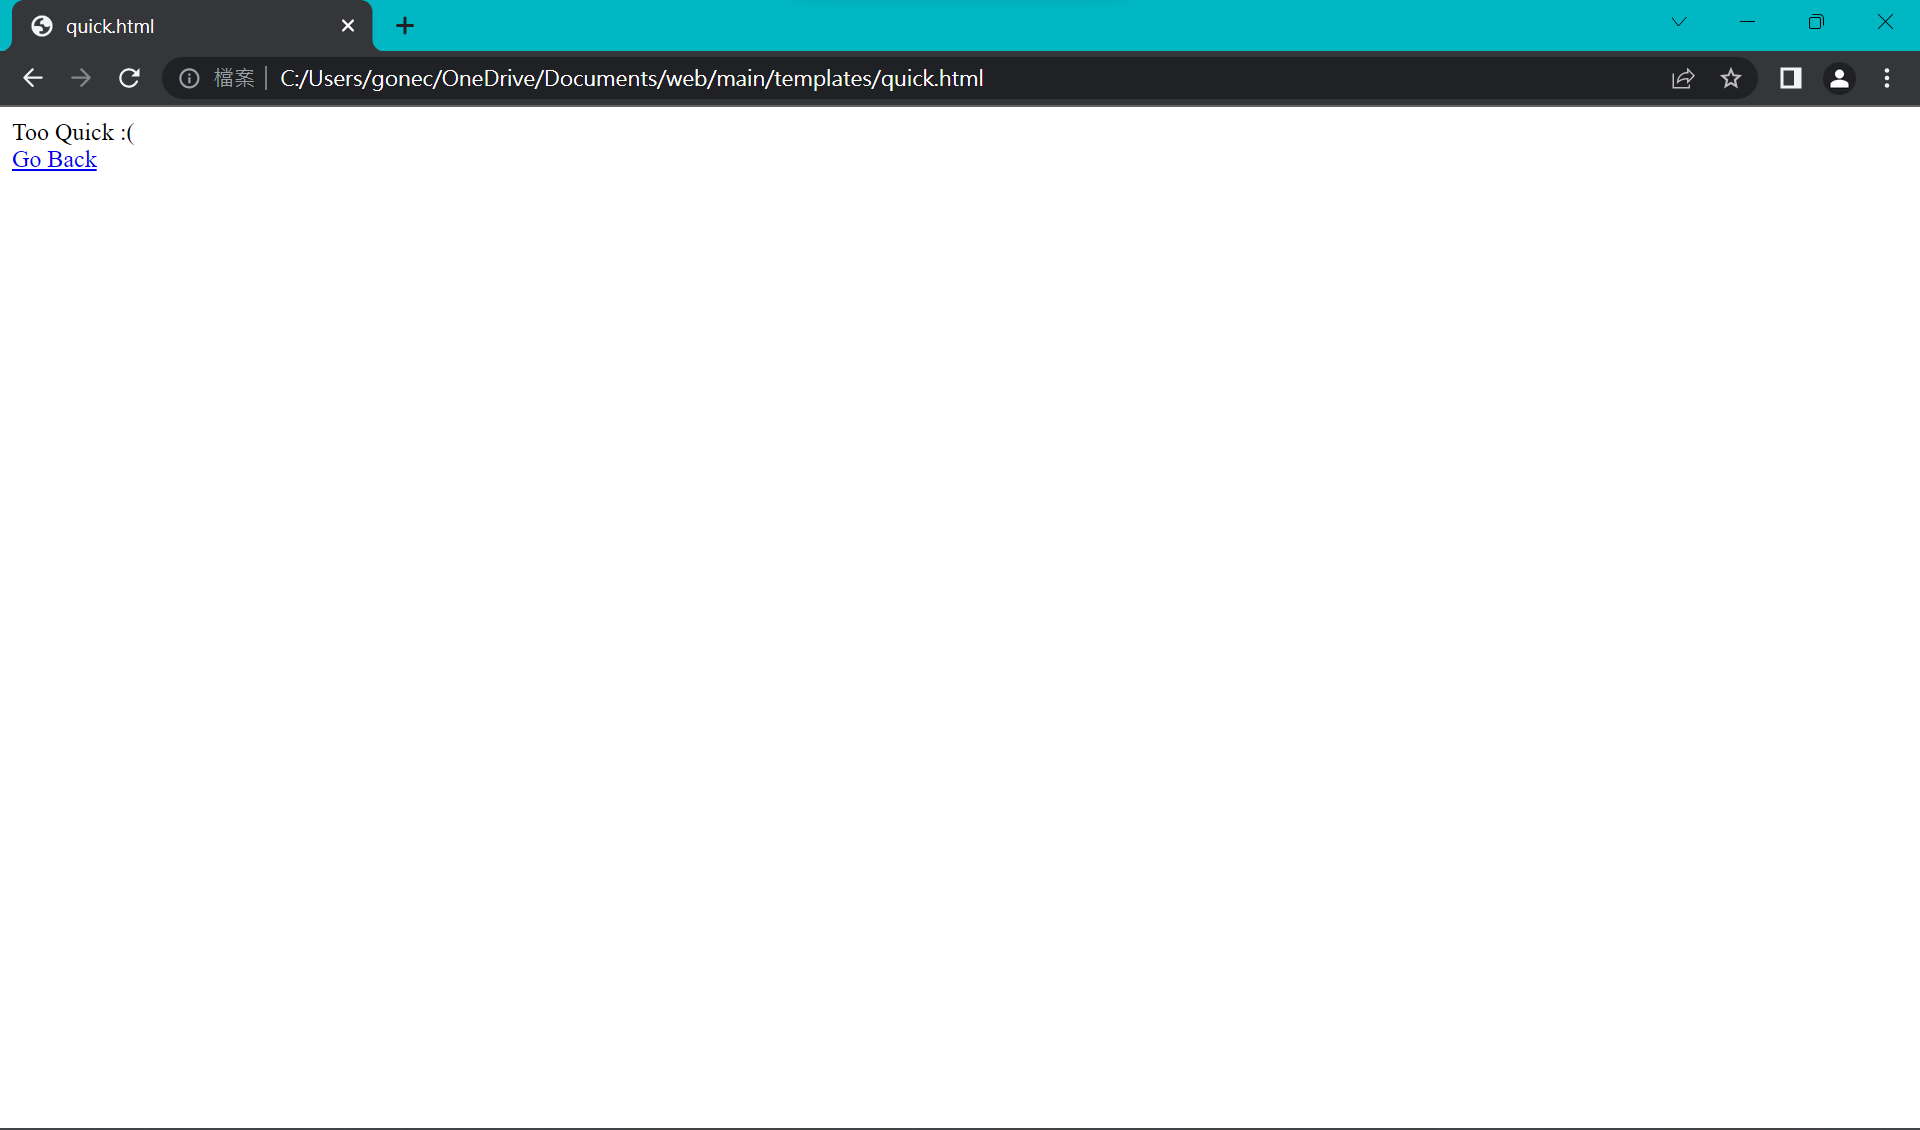 quick.html
檔案 C:/Users/gonec/OneDrive/Documents/web/main/templates/quick.html
Too Quick :(
Go Back